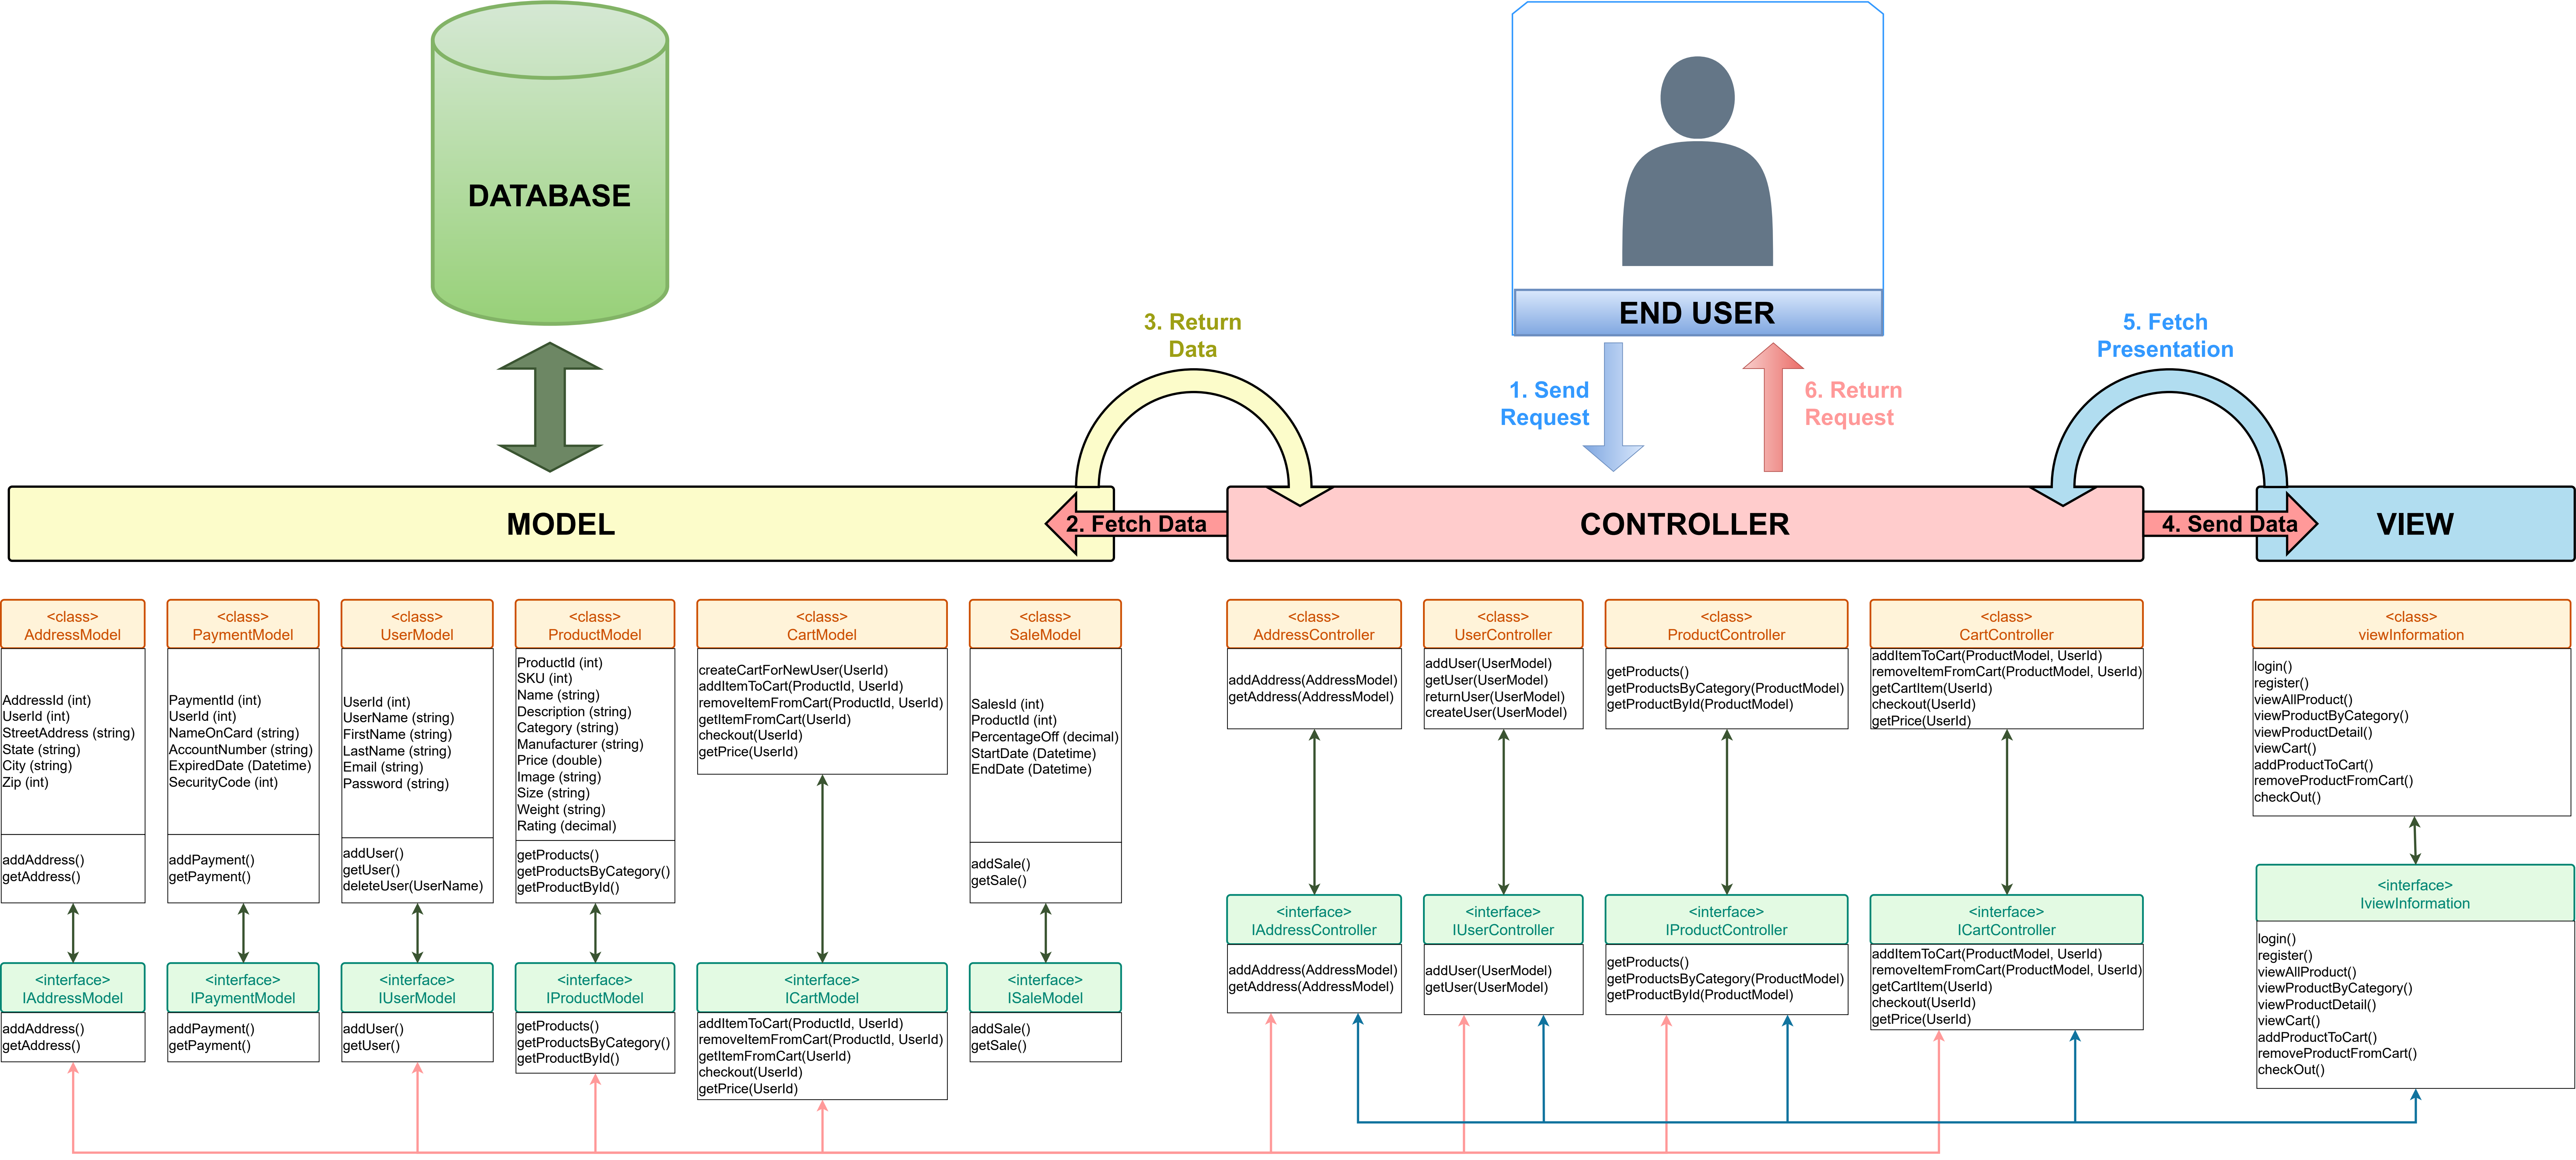 DATABASE
END USER
3. Return
Data
1. Send
Request
6. Return
Request
5. Fetch
Presentation
MODEL
2. Fetch Data
CONTROLLER
4. Send Data
VIEW
<class>
AddressModel
AddressId (int)
UserId (int)
StreetAddress (string)
State (string)
City (string)
Zip (int)
addAddress()
getAddress()
<interface>
IAddressModel
addAddress()
getAddress()
<class>
PaymentModel
PaymentId (int)
UserId (int)
NameOnCard (string)
AccountNumber (string)
ExpiredDate (Datetime)
SecurityCode (int)
addPayment()
getPayment()
<interface>
IPaymentModel
addPayment()
getPayment()
<class>
UserModel
UserId (int)
UserName (string)
FirstName (string)
LastName (string)
Email (string)
Password (string)
addUser()
getUser()
deleteUser(UserName)
<interface>
IUserModel
addUser()
getUser()
<class>
ProductModel
ProductId (int)
SKU (int)
Name (string)
Description (string)
Category (string)
Manufacturer (string)
Price (double)
Image (string)
Size (string)
Weight (string)
Rating (decimal)
getProducts()
getProductsByCategory()
getProductById()
<interface>
IProductModel
getProducts()
getProductsByCategory()
getProductById()
<class>
CartModel
createCartForNewUser(UserId)
addItemToCart(ProductId, UserId)
removeItemFromCart(ProductId, UserId)
getItemFromCart(UserId)
checkout(UserId)
getPrice(UserId)
<interface>
ICartModel
addItemToCart(ProductId, UserId)
removeItemFromCart(ProductId, UserId)
getItemFromCart(UserId)
checkout(UserId)
getPrice(UserId)
<class>
SaleModel
SalesId (int)
ProductId (int)
PercentageOff (decimal)
StartDate (Datetime)
EndDate (Datetime)
addSale()
getSale()
<interface>
ISaleModel
addSale()
getSale()
<class>
AddressController
addAddress(AddressModel)
getAddress(AddressModel)
<interface>
IAddressController
addAddress(AddressModel)
getAddress(AddressModel)
<class>
UserController
addUser(UserModel)
getUser(UserModel)
returnUser(UserModel)
createUser(UserModel)
<interface>
IUserController
addUser(UserModel)
getUser(UserModel)
<class>
ProductController
getProducts()
getProductsByCategory(ProductModel)
getProductById(ProductModel)
<interface>
IProductController
getProducts()
getProductsByCategory(ProductModel)
getProductById(ProductModel)
<class>
CartController
addItemToCart(ProductModel, UserId)
removeItemFromCart(ProductModel, UserId)
getCartItem(UserId)
checkout(UserId)
getPrice(UserId)
<interface>
ICartController
addItemToCart(ProductModel, UserId)
removeItemFromCart(ProductModel, UserId)
getCartItem(UserId)
checkout(UserId)
getPrice(UserId)
<class>
viewInformation
login()
register()
viewAllProduct()
viewProductByCategory()
viewProductDetail()
viewCart()
addProductToCart()
removeProductFromCart()
checkOut()
<interface>
IviewInformation
login()
register()
viewAllProduct()
viewProductByCategory()
viewProductDetail()
viewCart()
addProductToCart()
removeProductFromCart()
checkOut()